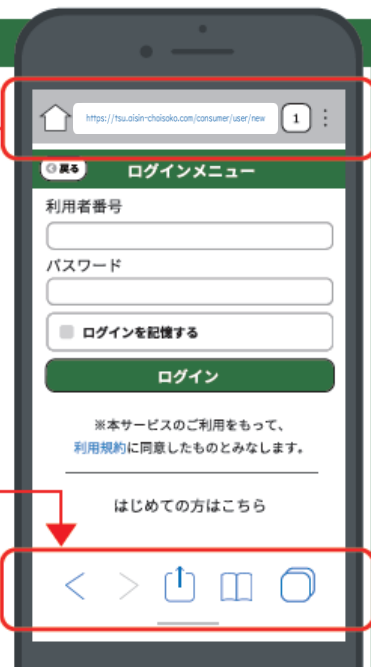 https://tsu.aisin-choisoko.com/consumer/user/new
1
戻る
ログインメニュー
利用者番号
パスワード
ログインを記憶する
ログイン
※本サービスのご利用をもって、
利用規約に同意したものとみなします。
はじめての方はこちら